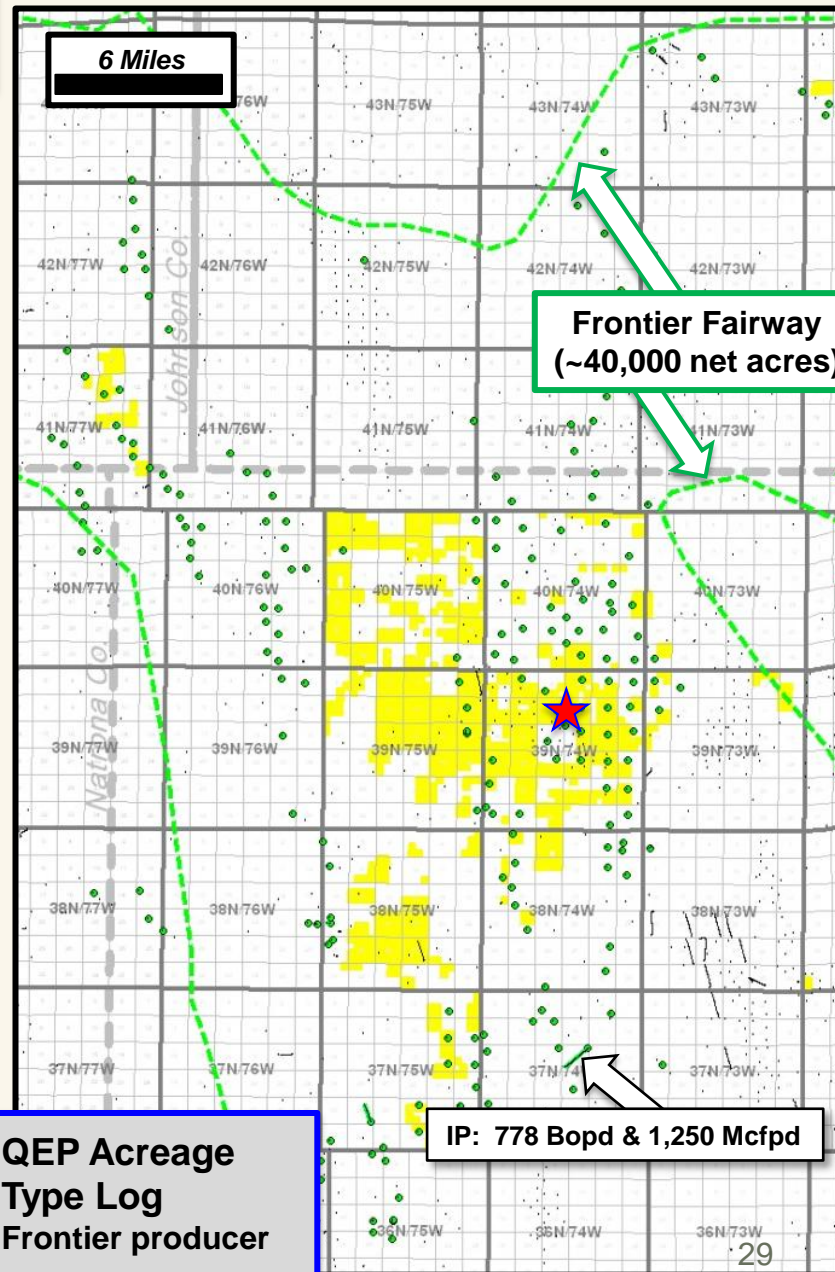 6 Miles
76W
43N/75W
43N/74W
43N/73W
42N/77W
42N/76W
42N/75W
42N/74W
42N/73W
Johnson Co.
Frontier Fairway
(~40,000 net acres)
41N/77W
41N/76W
41N/75W
41N/74W
41N/73W
40N/77W
40N/76W
40N/75W
40N/74W
40N/73W
Natrona Co.
39N/77W
39N/76W
39N/75W
39N/74W
39N/73W
38N/77W
38N/76W
38N/75W
38N/74W
38N/73W
37N/77W
37N/76W
37N/75W
37N/74
37N/73W
IP: 778 Bopd & 1,250 Mcfpd
QEP Acreage
Type Log
Frontier producer
36N/75W
36N/74W
36N/73W
29